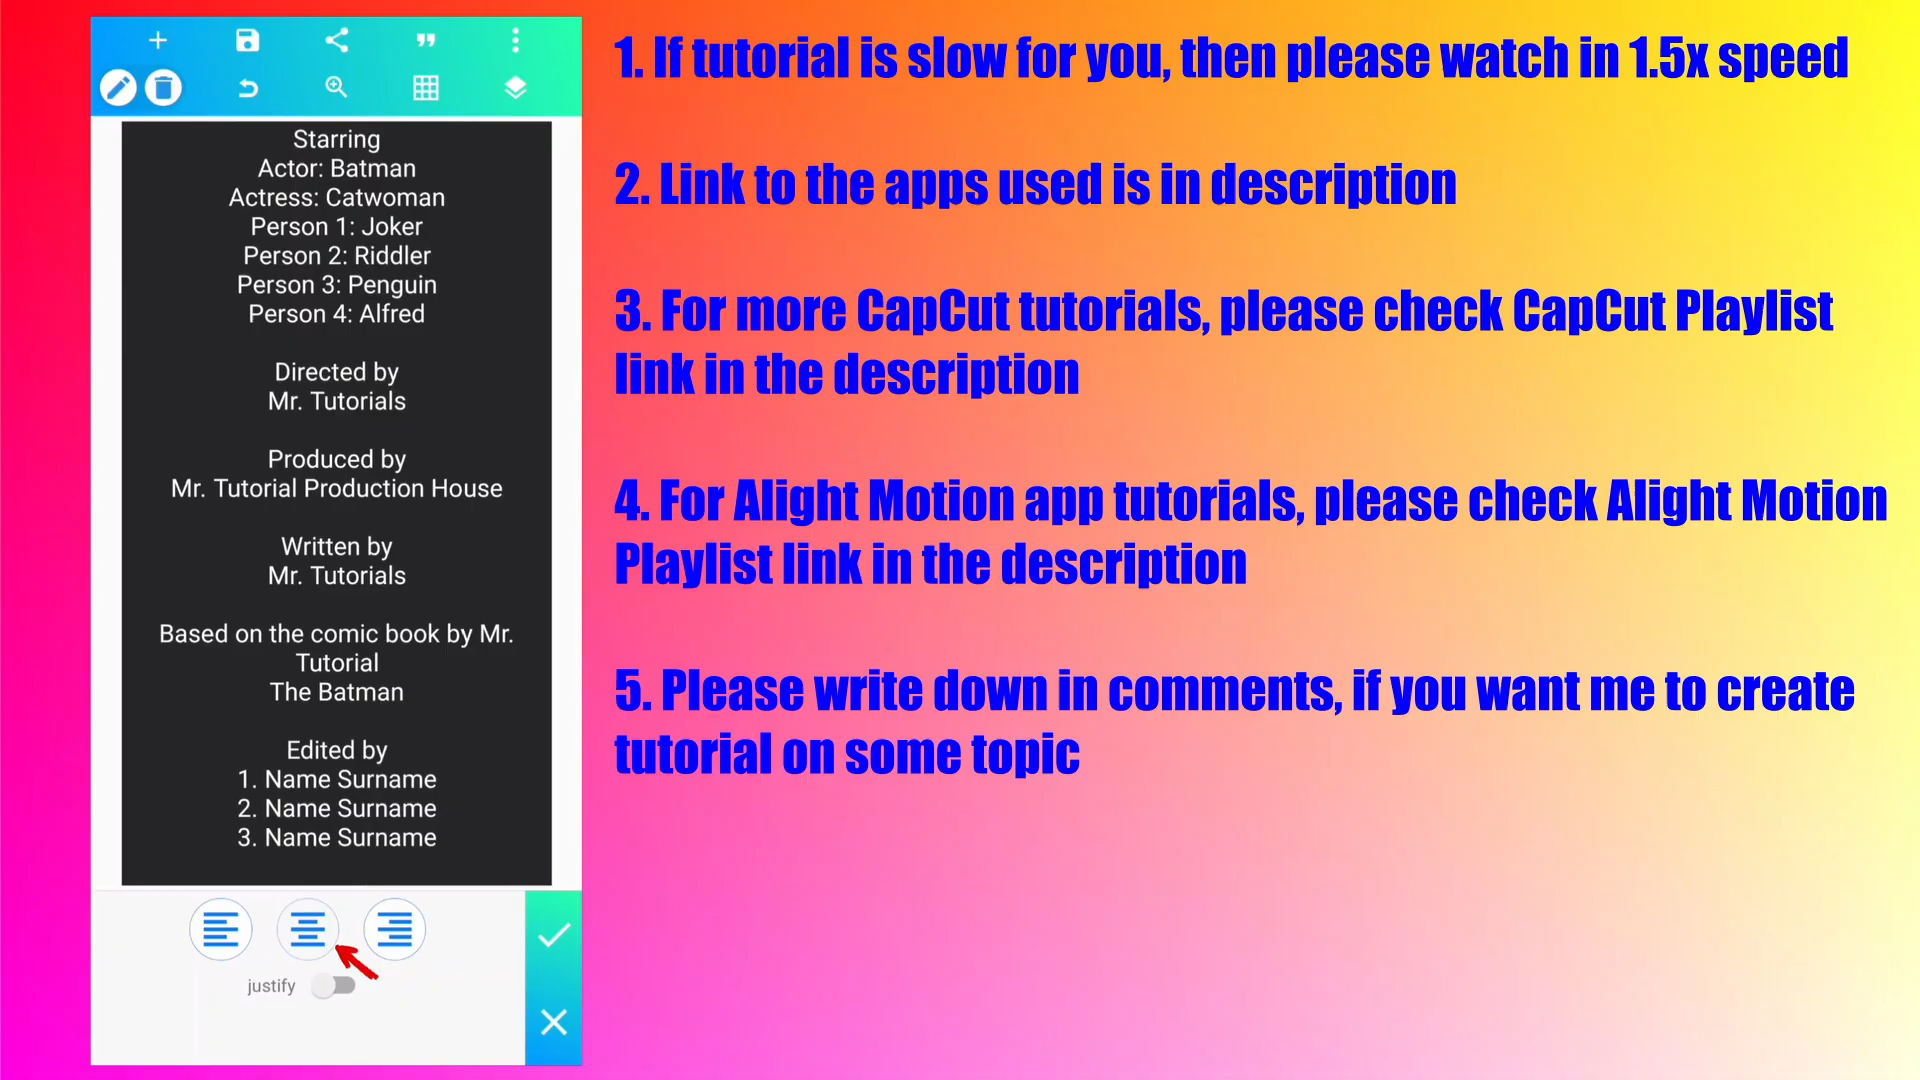 Starring
Actor: Batman
Actress: Catwoman
Person 1: Joker
Person 2: Riddler
Person 3: Penguin
Person 4: Alfred
Directed by
Mr. Tutorials
Produced by
Mr. Tutorial Production House
Written by
Mr. Tutorials
Based on the comic book by Mr.
Tutorial
The Batman
Edited by
1. Name Surname
2. Name Surname
3. Name Surname
justify
1. If tutorial is slow for you, then please watch in 1.5x speed
2. Link to the apps used is in description
3. For more CapCut tutorials, please check CapCut Playlist
link in the description
4. For Alight Motion app tutorials, please check Alight Motion
Playlist link in the description
5. Please write down in comments, if you want me to create
tutorial on some topic